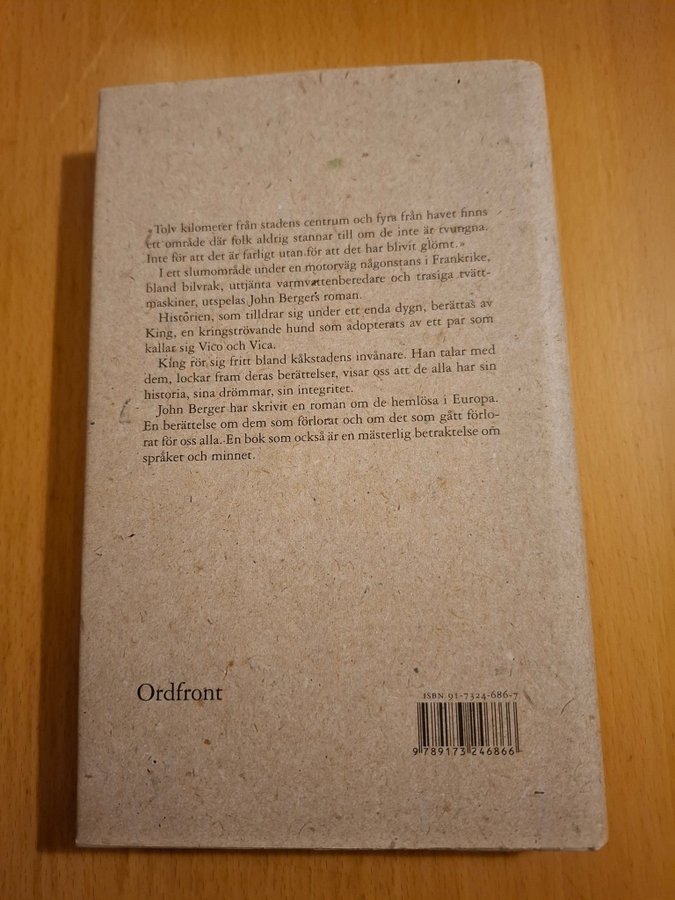 »Tolv kilometer från stadens centrum och fyra från havet finns
ett område där folk aldrig stannar till om de inte är tvungna.
Inte för att det är farligt utan för att det har blivit glömt.»
I ett slumområde under en motorväg någonstans i Frankrike,
bland bilvrak, uttjänta varmvattenberedare och trasiga tvätt-
maskiner, utspelas John Bergers roman.
Historien, som tilldrar sig under ett enda dygn, berättas av
King, en kringströvande hund som adopterats av ett par som
kallar sig Vico och Vica.
King rör sig fritt bland kåkstadens invånare. Han talar med
dem, lockar fram deras berättelser, visar oss att de alla har sin
historia, sina drömmar, sin integritet.
John Berger har skrivit en roman om de hemlösa i Europa.
En berättelse om dem som förlorat och om det som gått förlo-
rat för oss alla. En bok som också är en mästerlig betraktelse om
språket och minnet.
Ordfront
ISBN 91-7324-686-7
9 789173 246866